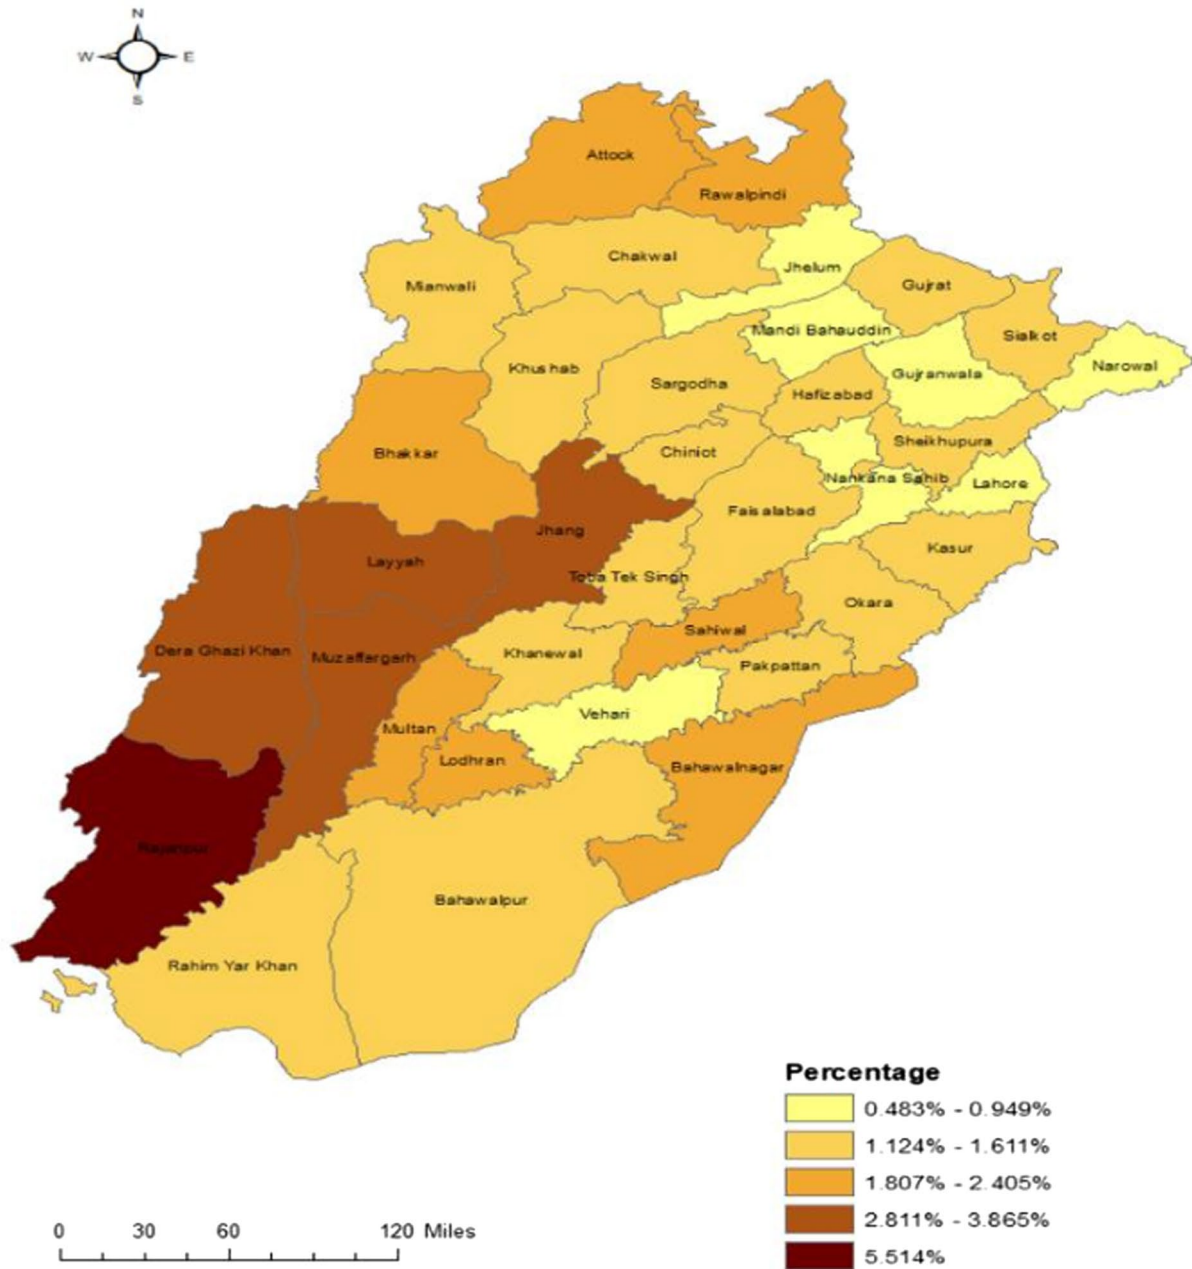 N
W E
S
Attock
Rawalpindi
Chakwal
Jhelum
Mianwali
Gujrat
Mandi Bahauddin
Sialkot
Khushab
Narowal
Gujranwala
Sargodha
Hafizabad
Sheikhupura
Bhakkar
Chiniot
Nankana Sahib
Lahore
Faisalabad
Jhang
Kasur
Layyah
Toba Tek Singh
Okara
Sahiwal
Dera Ghazi Khan
Muzaffargarh
Khanewal
Pakpattan
Vehari
Multan
Lodhran
Bahawalnagar
Rajanpur
Bahawalpur
Rahim Yar Khan
Percentage
0.483% - 0.949%
1.124% - 1.611%
1.807% - 2.405%
2.811% - 3.865%
5.514%
0 30 60 120 Miles